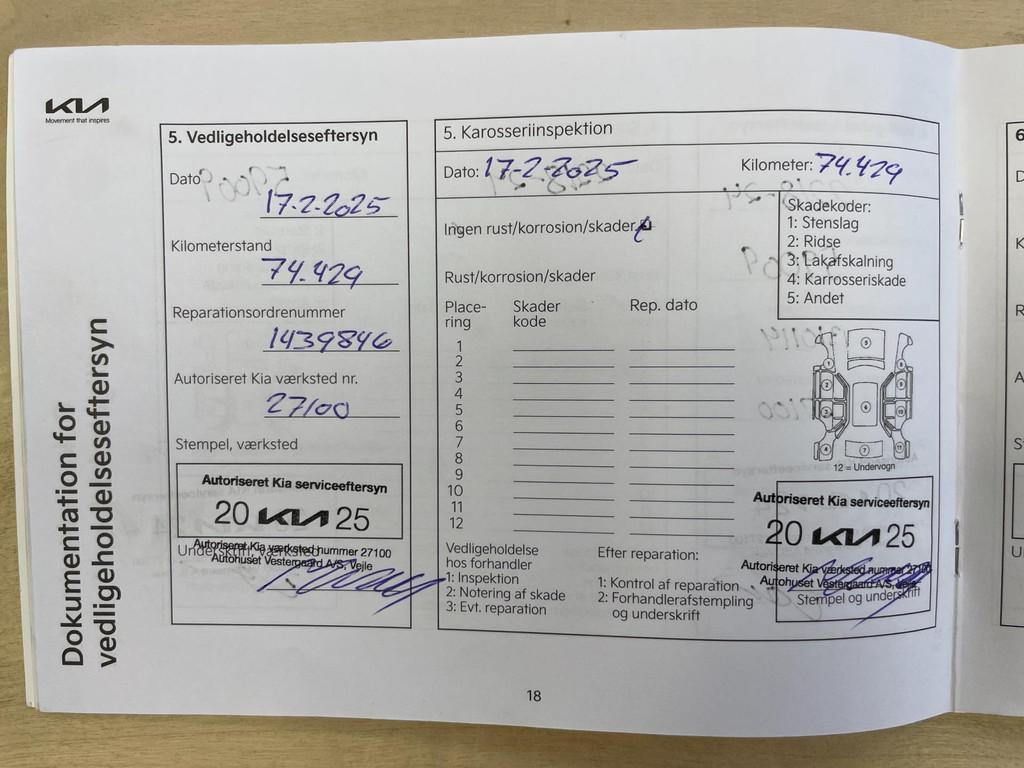 KIA
Movement that inspires
Dokumentation for
vedligeholdelseseftersyn
5. Vedligeholdelseseftersyn
Dato
17-2-2025
Kilometerstand
74.429
Reparationsordrenummer
1439846
Autoriseret Kia værksted nr.
27100
Stempel, værksted
Autoriseret Kia serviceeftersyn
20 KIA 25
Autoriseret Kia værksted nummer 27100
Underskrift, værksted
Autohuset Vestergaard A/S, Vejle
5. Karosseriinspektion
Dato: 17-2-2025 Kilometer: 74.429
Ingen rust/korrosion/skader
Skadekoder:
1: Stenslag
2: Ridse
3: Lakafskalning
4: Karrosseriskade
5: Andet
Rust/korrosion/skader
Place-
ring
Skader
kode
Rep. dato
1
2
3
4
5
6
7
8
9
10
11
12
12 = Undervogn
Vedligeholdelse
hos forhandler
1: Inspektion
2: Notering af skade
3: Evt. reparation
Efter reparation:
1: Kontrol af reparation
2: Forhandlerafstempling
og underskrift
Autoriseret Kia serviceeftersyn
20 KIA 25
Autoriseret Kia værksted nummer 27100
Autohuset Vestergaard A/S, Vejle
Stempel og underskrift
18
6